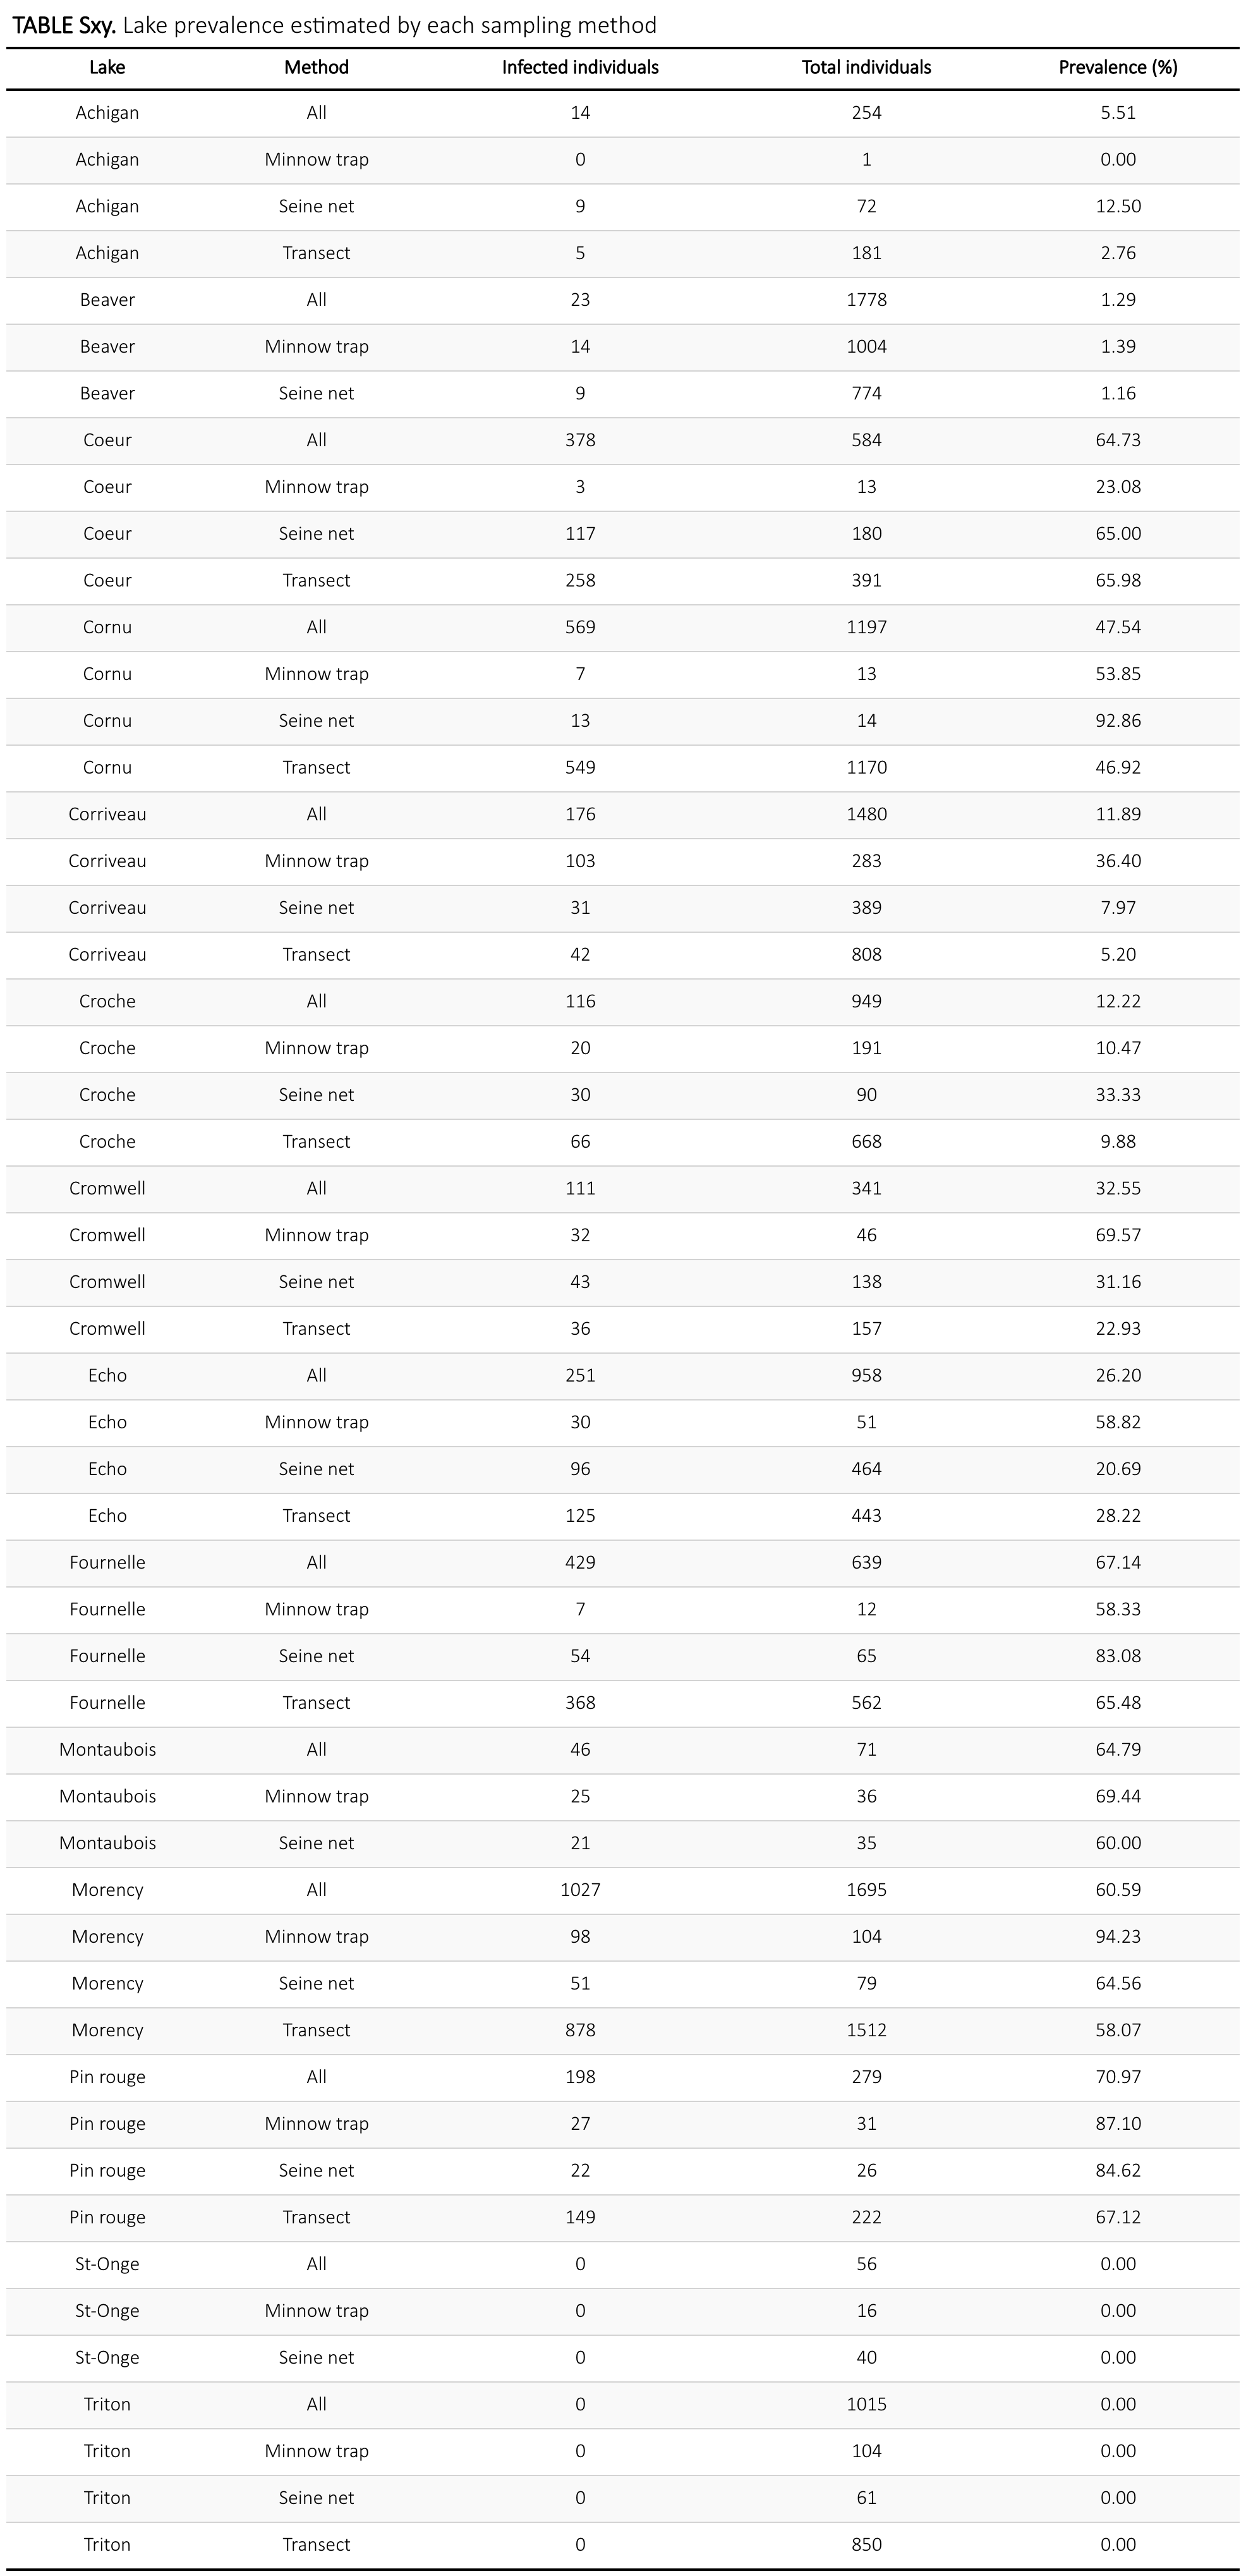 TABLE Sxy. Lake prevalence estimated by each sampling method
Lake Method Infected individuals Total individuals Prevalence (%)
Achigan All 14 254 5.51
Achigan Minnow trap 0 1 0.00
Achigan Seine net 9 72 12.50
Achigan Transect 5 181 2.76
Beaver All 23 1778 1.29
Beaver Minnow trap 14 1004 1.39
Beaver Seine net 9 774 1.16
Coeur All 378 584 64.73
Coeur Minnow trap 3 13 23.08
Coeur Seine net 117 180 65.00
Coeur Transect 258 391 65.98
Cornu All 569 1197 47.54
Cornu Minnow trap 7 13 53.85
Cornu Seine net 13 14 92.86
Cornu Transect 549 1170 46.92
Corriveau All 176 1480 11.89
Corriveau Minnow trap 103 283 36.40
Corriveau Seine net 31 389 7.97
Corriveau Transect 42 808 5.20
Croche All 116 949 12.22
Croche Minnow trap 20 191 10.47
Croche Seine net 30 90 33.33
Croche Transect 66 668 9.88
Cromwell All 111 341 32.55
Cromwell Minnow trap 32 46 69.57
Cromwell Seine net 43 138 31.16
Cromwell Transect 36 157 22.93
Echo All 251 958 26.20
Echo Minnow trap 30 51 58.82
Echo Seine net 96 464 20.69
Echo Transect 125 443 28.22
Fournelle All 429 639 67.14
Fournelle Minnow trap 7 12 58.33
Fournelle Seine net 54 65 83.08
Fournelle Transect 368 562 65.48
Montaubois All 46 71 64.79
Montaubois Minnow trap 25 36 69.44
Montaubois Seine net 21 35 60.00
Morency All 1027 1695 60.59
Morency Minnow trap 98 104 94.23
Morency Seine net 51 79 64.56
Morency Transect 878 1512 58.07
Pin rouge All 198 279 70.97
Pin rouge Minnow trap 27 31 87.10
Pin rouge Seine net 22 26 84.62
Pin rouge Transect 149 222 67.12
St-Onge All 0 56 0.00
St-Onge Minnow trap 0 16 0.00
St-Onge Seine net 0 40 0.00
Triton All 0 1015 0.00
Triton Minnow trap 0 104 0.00
Triton Seine net 0 61 0.00
Triton Transect 0 850 0.00